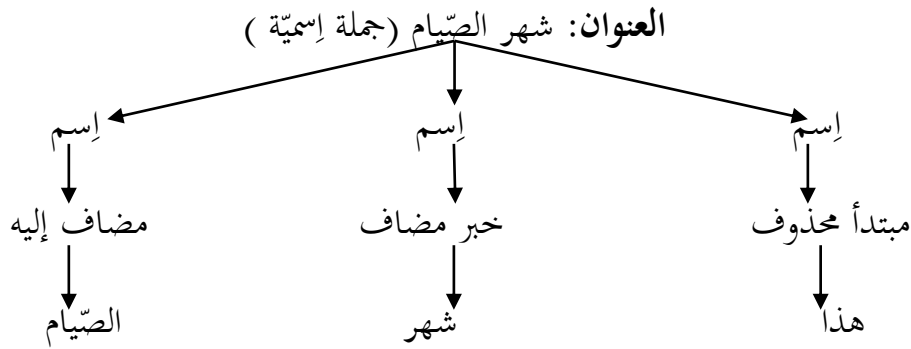 العنوان: شهر الصّيام (جملة اِسميّة )
اِسم اِسم اِسم
مبتدأ محذوف خبر مضاف مضاف إليه
هذا شهر الصّيام